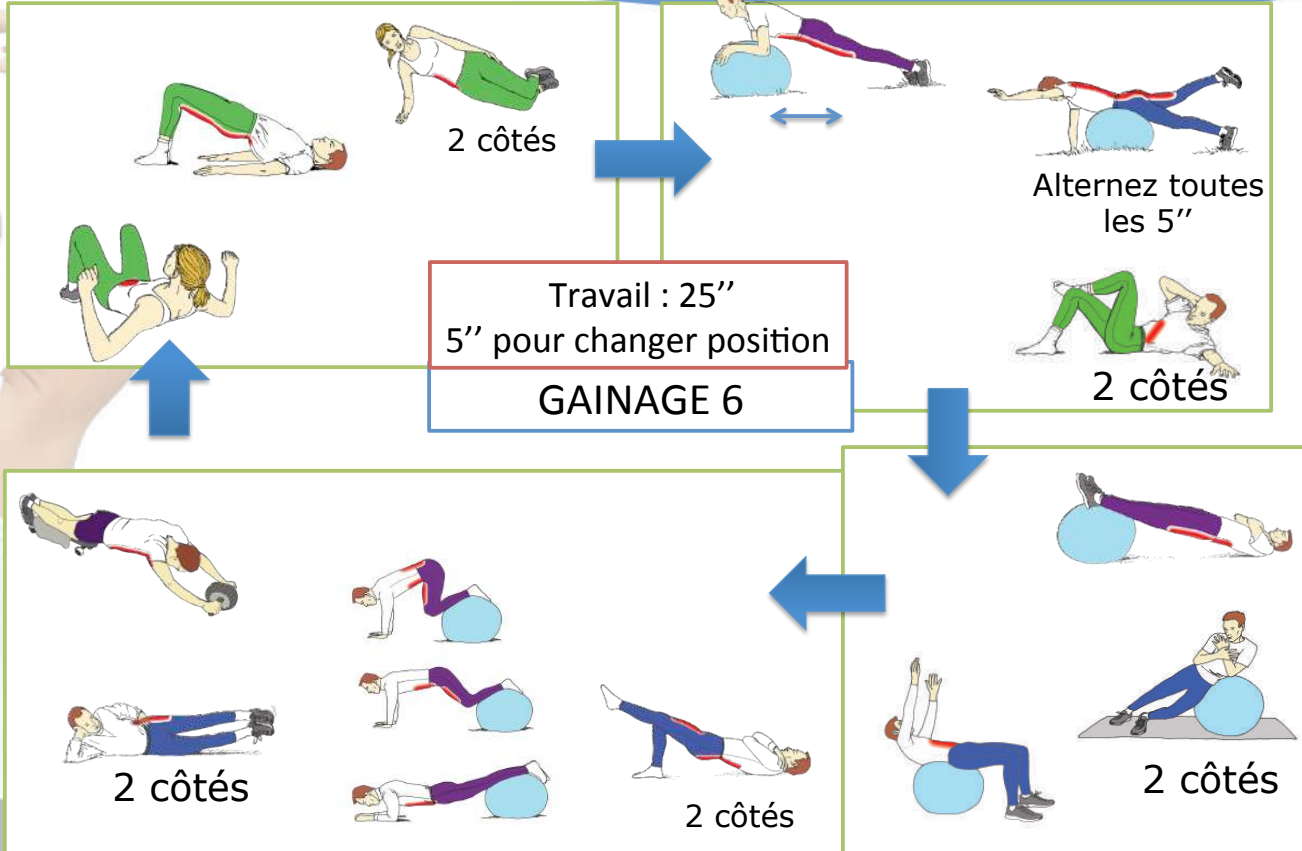 2 côtés
Alternez toutes
les 5’’
2 côtés
Travail : 25’’
5’’ pour changer position
GAINAGE 6
2 côtés
2 côtés
2 côtés